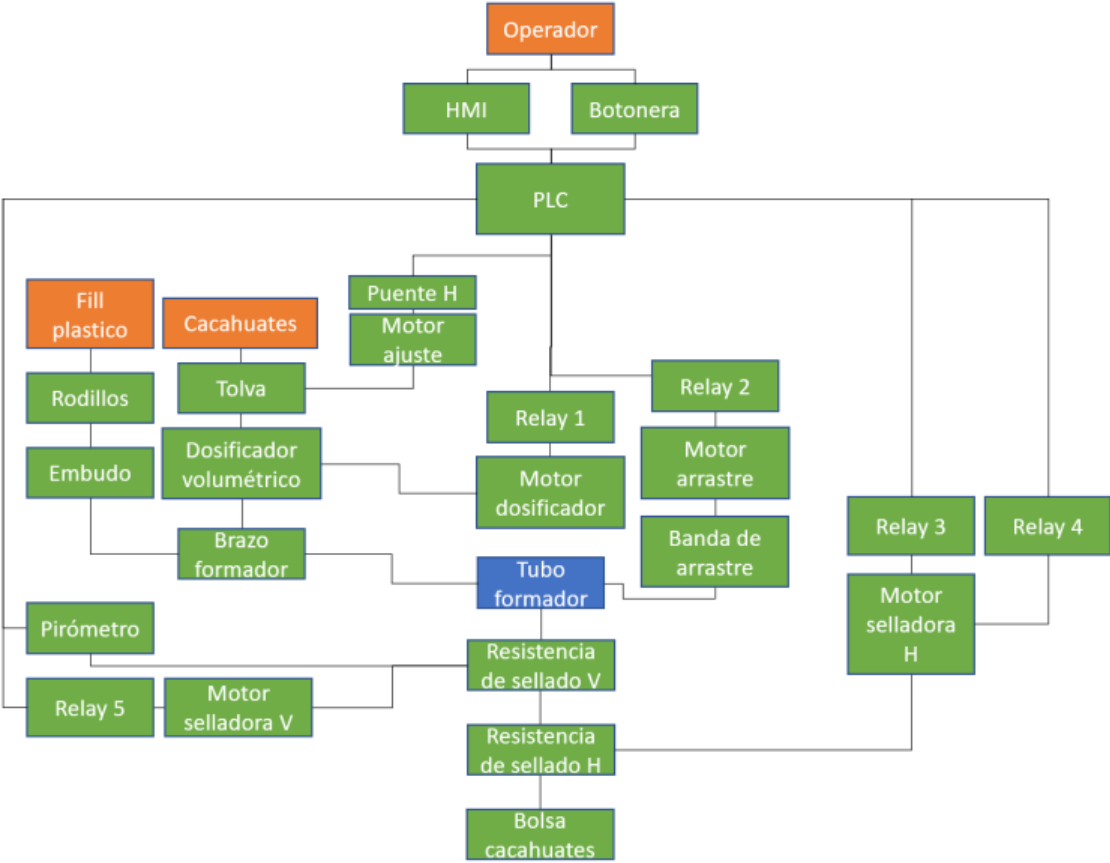 Operador
HMI
Botonera
PLC
Puente H
Motor
ajuste
Fill
plastico
Cacahuates
Tolva
Rodillos
Relay 2
Relay 1
Dosificador
volumétrico
Embudo
Motor
arrastre
Motor
dosificador
Relay 3
Relay 4
Brazo
formador
Banda de
arrastre
Tubo
formador
Motor
selladora
H
Pirómetro
Resistencia
de sellado V
Relay 5
Motor
selladora V
Resistencia
de sellado H
Bolsa
cacahuates